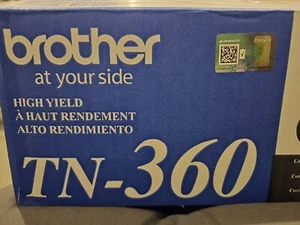 brother
at your side
HIGH YIELD
À HAUT RENDEMENT
ALTO RENDIMIENTO
TN-360